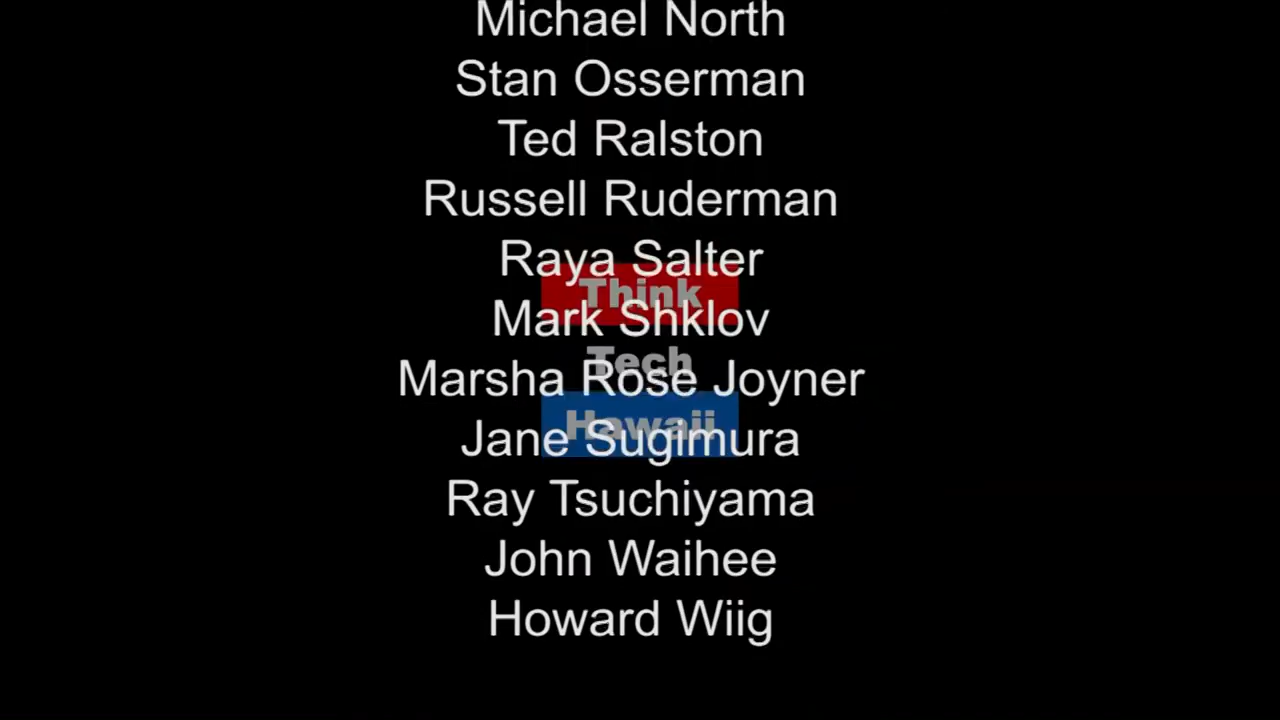 Michael North
Stan Osserman
Ted Ralston
Russell Ruderman
Raya Salter
Think
Mark Shklov
Tech
Marsha Rose Joyner
Hawaii
Jane Sugimura
Ray Tsuchiyama
John Waihee
Howard Wiig